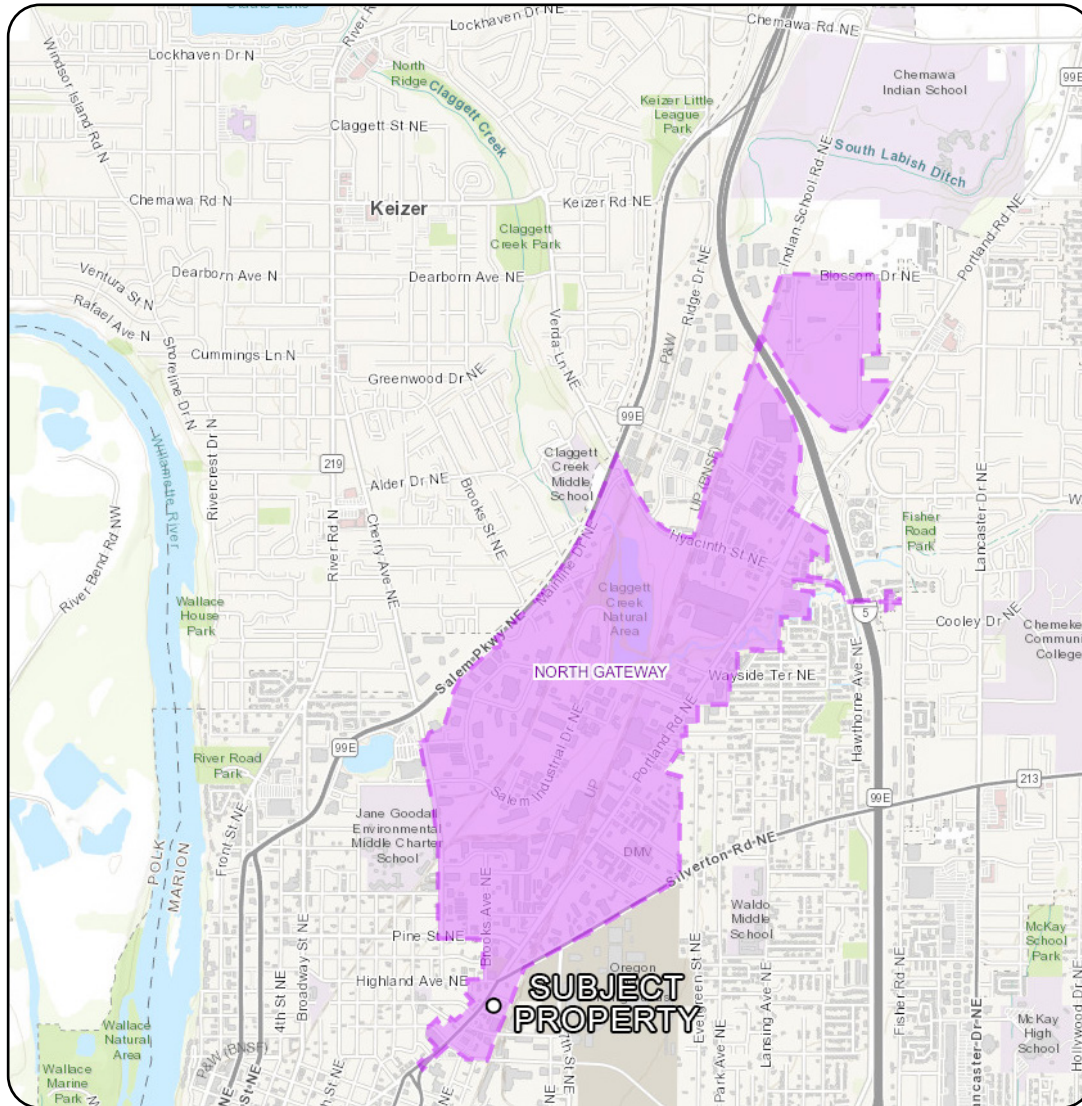 Lockhaven Dr N
Lockhaven Dr NE
Chemawa Rd NE
99E
Windsor Island Rd N
North
Ridge
Claggett Creek
Claggett St NE
Keizer Little
League
Park
Chemawa
Indian School
South Labish Ditch
Indian School Rd NE
Portland Rd NE
Chemawa Rd N
Keizer
Keizer Rd NE
Claggett
Creek Park
Ventura St N
Dearborn Ave N
Dearborn Ave NE
Ridge Dr NE
Blossom Dr NE
Rafael Ave N
Shoreline Dr N
Cummings Ln N
Verda Ln NE
P&W
Greenwood Dr NE
99E
Willamette River
Rivercrest Dr N
219
Alder Dr NE
Claggett
Creek
Middle
School
UP (BNSF)
Brooks St NE
River Bend Rd NW
River Rd N
Cherry Ave NE
Mainline Dr NE
Hyacinth St NE
Fisher
Road
Park
Lancaster Dr NE
Wallace
House
Park
Claggett
Creek
Natural
Area
5
Cooley Dr NE
Chemeke
Commun
College
Salem Pkwy NE
NORTH GATEWAY
Wayside Ter NE
Hawthorne Ave NE
99E
River Road
Park
Salem Industrial Dr NE
Portland Rd NE
UP
213
99E
Front St NE
Jane Goodall
Environmental
Middle Charter
School
DMV
Silverton Rd NE
POLK
MARION
Brooks Ave NE
Waldo
Middle
School
Pine St NE
McKay
School
Park
Highland Ave NE
Oregon
SUBJECT
PROPERTY
4th St NE
Broadway St NE
Evergreen St NE
Park Ave NE
Lansing Ave NE
Fisher Rd NE
Hollywood Dr NE
McKay
High
School
Wallace
Natural
Area
P&W (BNSF)
Wallace
Marine
Park